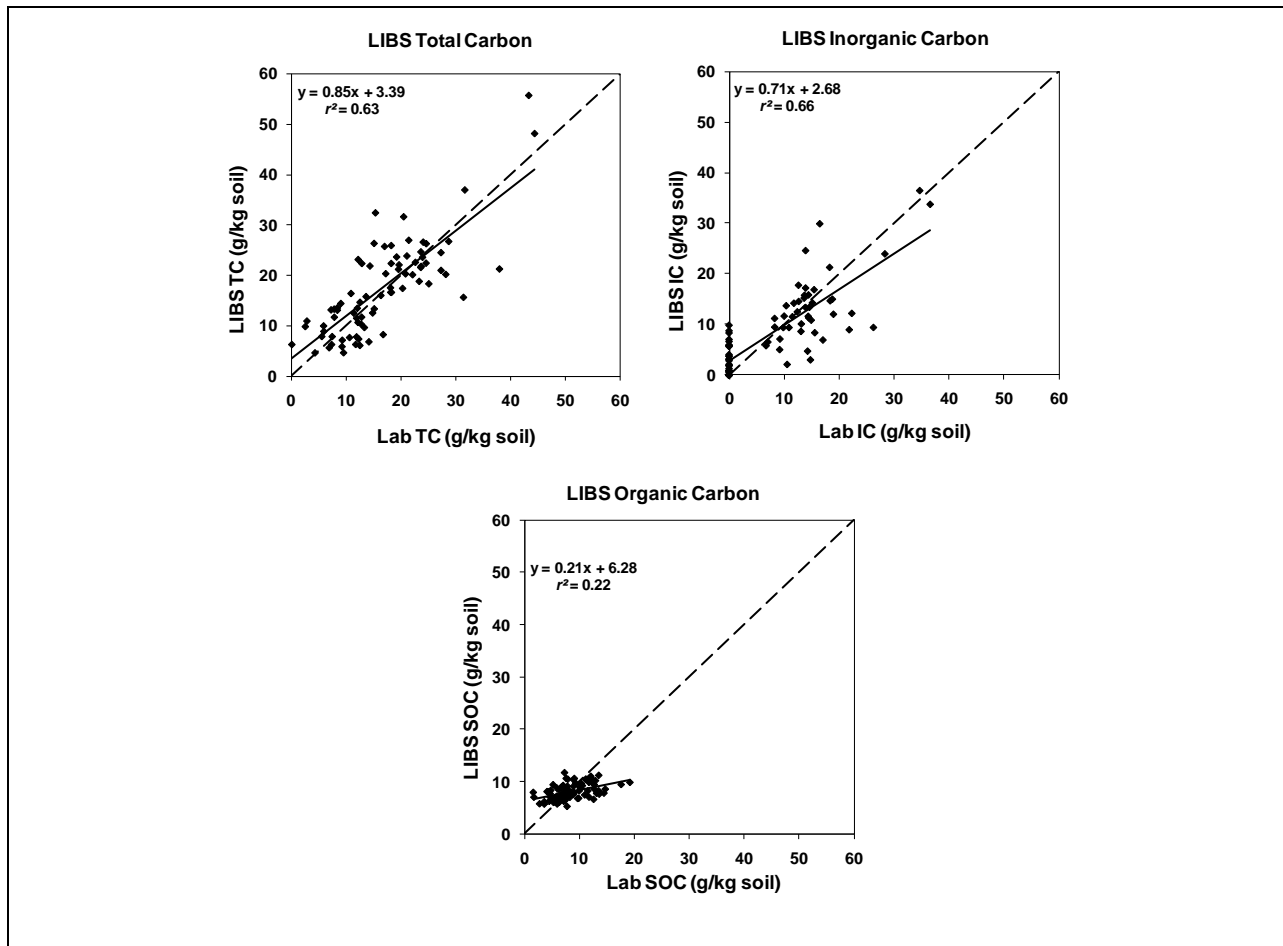 LIBS Total Carbon
y = 0.85x + 3.39
r² = 0.63
LIBS TC (g/kg soil)
60
50
40
30
20
10
0
0 10 20 30 40 50 60
Lab TC (g/kg soil)
LIBS Inorganic Carbon
y = 0.71x + 2.68
r² = 0.66
LIBS IC (g/kg soil)
60
50
40
30
20
10
0
0 10 20 30 40 50 60
Lab IC (g/kg soil)
LIBS Organic Carbon
y = 0.21x + 6.28
r² = 0.22
LIBS SOC (g/kg soil)
60
50
40
30
20
10
0
0 10 20 30 40 50 60
Lab SOC (g/kg soil)